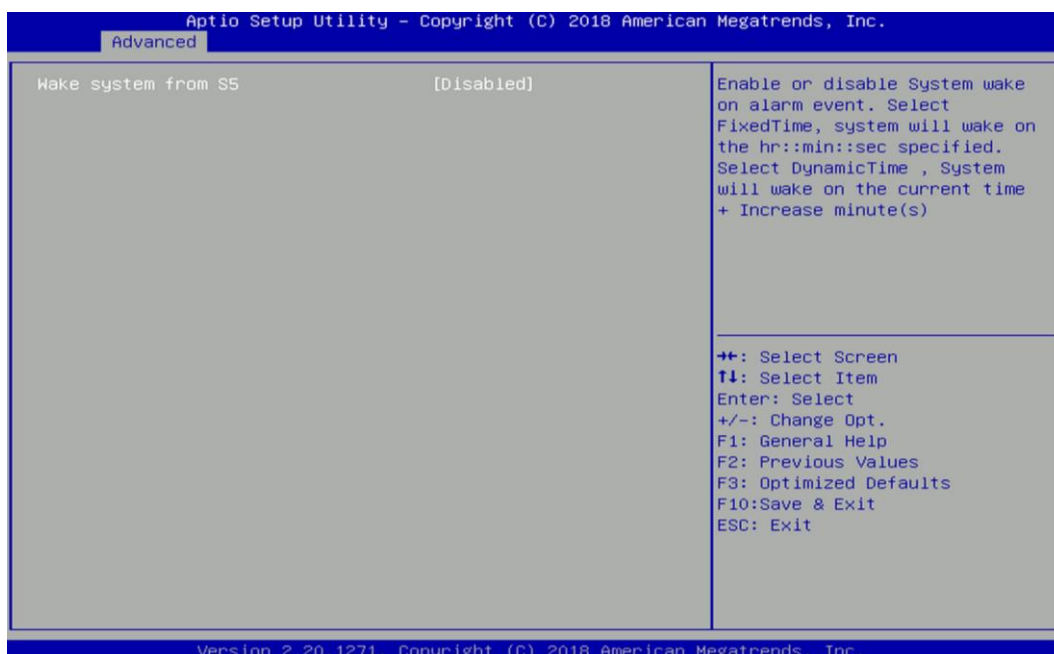 Aptio Setup Utility – Copyright (C) 2018 American Megatrends, Inc.
Advanced
Wake system from S5 [Disabled]
Enable or disable System wake
on alarm event. Select
FixedTime, system will wake on
the hr::min::sec specified.
Select DynamicTime , System
will wake on the current time
+ Increase minute(s)
→←: Select Screen
↑↓: Select Item
Enter: Select
+/-: Change Opt.
F1: General Help
F2: Previous Values
F3: Optimized Defaults
F10:Save & Exit
ESC: Exit
Version 2.20.1271. Copyright (C) 2018 American Megatrends, Inc.